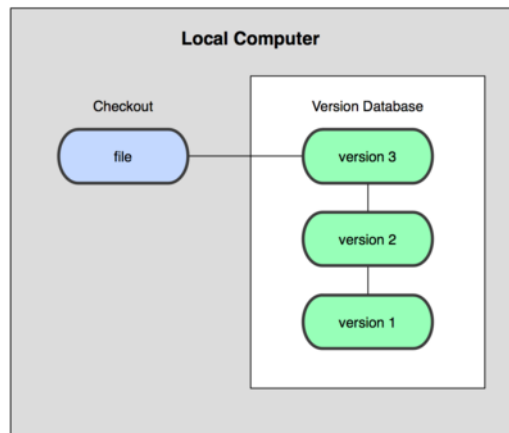 Local Computer
Checkout
Version Database
file
version 3
version 2
version 1